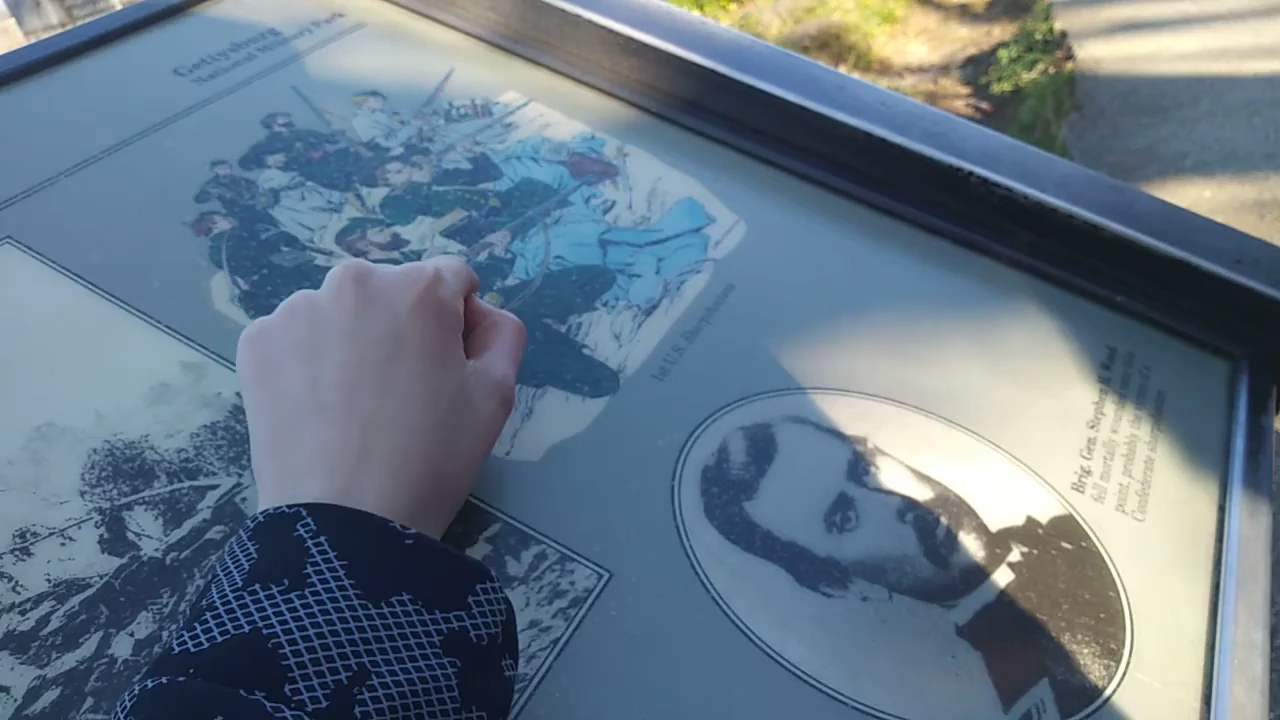 Gettysburg
National Military Park
1st U.S. Sharpshooters
Brig. Gen. Stephen H. Weed
fell mortally wounded near this
point, probably the victim of a
Confederate sharpshooter.